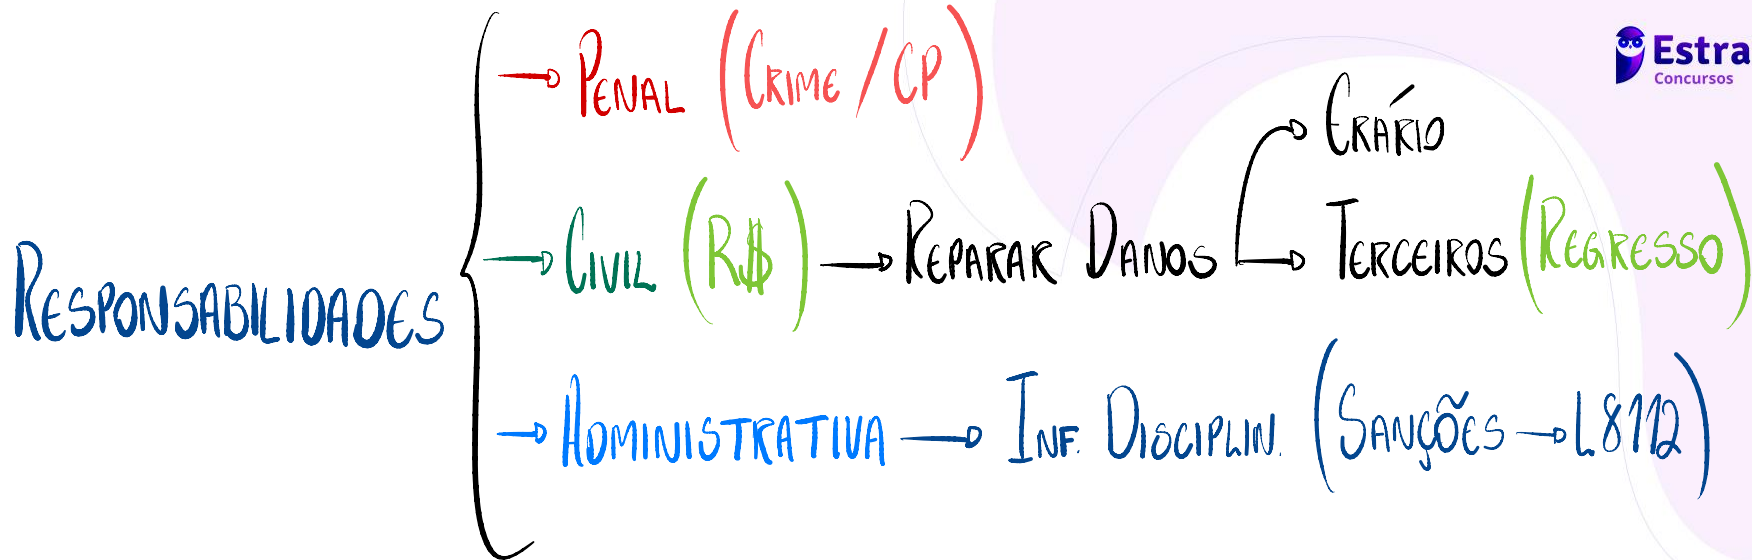 Estra
Concursos
→ PENAL (CRIME / CP)
ERÁRIO
→ CIVIL (R$) → REPARAR DANOS → TERCEIROS (REGRESSO)
RESPONSABILIDADES
→ ADMINISTRATIVA → INF. DISCIPLIN. (SANÇÕES → L8112)